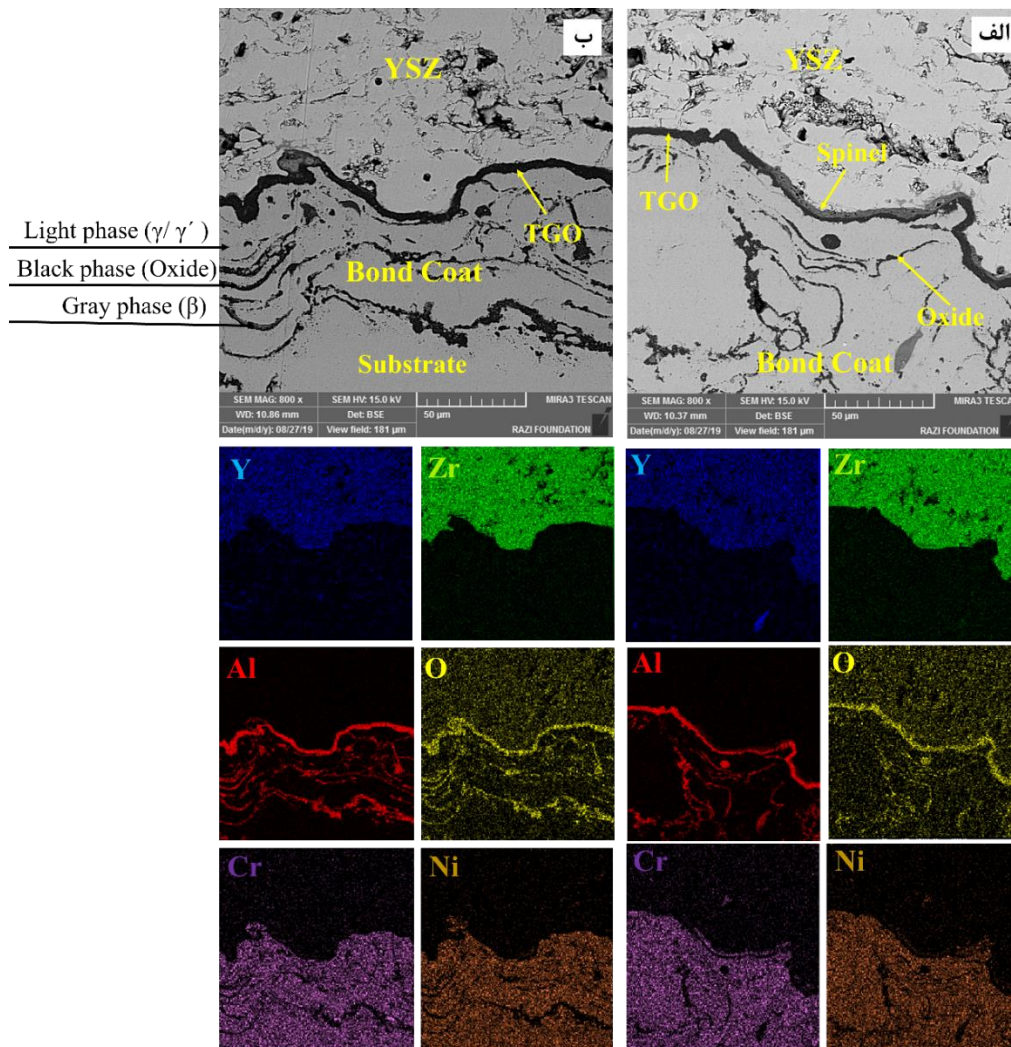 ب
YSZ
TGO
Bond Coat
Substrate
Light phase (γ/ γ´ )
Black phase (Oxide)
Gray phase (β)
SEM MAG: 800 x
SEM HV: 15.0 kV
MIRA3 TESCAN
WD: 10.86 mm
Det: BSE
50 µm
Date(m/d/y): 08/27/19
View field: 181 µm
RAZI FOUNDATION
الف
YSZ
Spinel
TGO
Oxide
Bond Coat
SEM MAG: 800 x
SEM HV: 15.0 kV
MIRA3 TESCAN
WD: 10.37 mm
Det: BSE
50 µm
Date(m/d/y): 08/27/19
View field: 181 µm
RAZI FOUNDATION
Y
Zr
Y
Zr
Al
O
Al
O
Cr
Ni
Cr
Ni